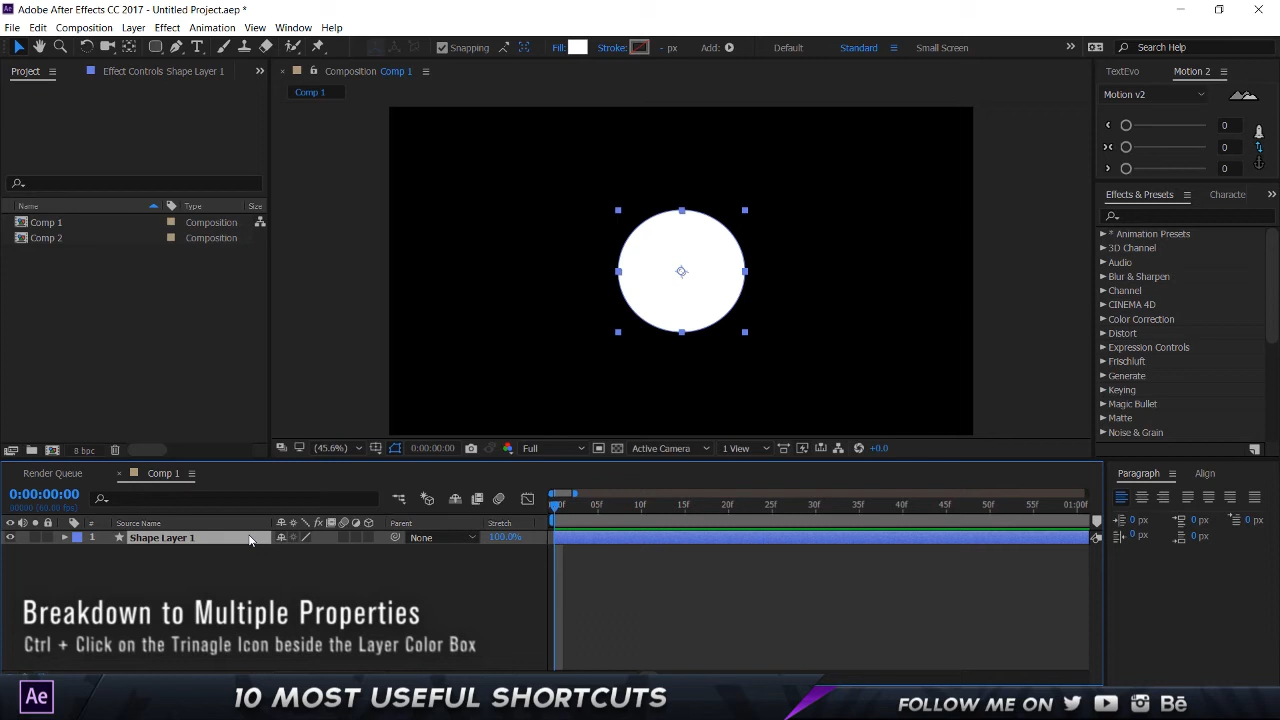 Adobe After Effects CC 2017 - Untitled Project.aep *
File Edit Composition Layer Effect Animation View Window Help
Snapping Fill: Stroke: - px Add: Default Standard Small Screen Search Help
Project Effect Controls Shape Layer 1
Composition Comp 1
Comp 1
TextEvo Motion 2
Motion v2
0
0
0
Name Type Size
Comp 1 Composition
Comp 2 Composition
Effects & Presets Characte
* Animation Presets
3D Channel
Audio
Blur & Sharpen
Channel
CINEMA 4D
Color Correction
Distort
Expression Controls
Frischluft
Generate
Keying
Magic Bullet
Matte
Noise & Grain
8 bpc
(45.6%) 0:00:00:00 Full Active Camera 1 View +0.0
Render Queue Comp 1
0:00:00:00
00000 (60.00 fps)
# Source Name Parent Stretch
1 Shape Layer 1 None 100.0%
05f 10f 15f 20f 25f 30f 35f 40f 45f 50f 55f 01:00f
Paragraph Align
0 px 0 px 0 px
0 px 0 px
Breakdown to Multiple Properties
Ctrl + Click on the Trinagle Icon beside the Layer Color Box
Ae 10 MOST USEFUL SHORTCUTS FOLLOW ME ON Bē